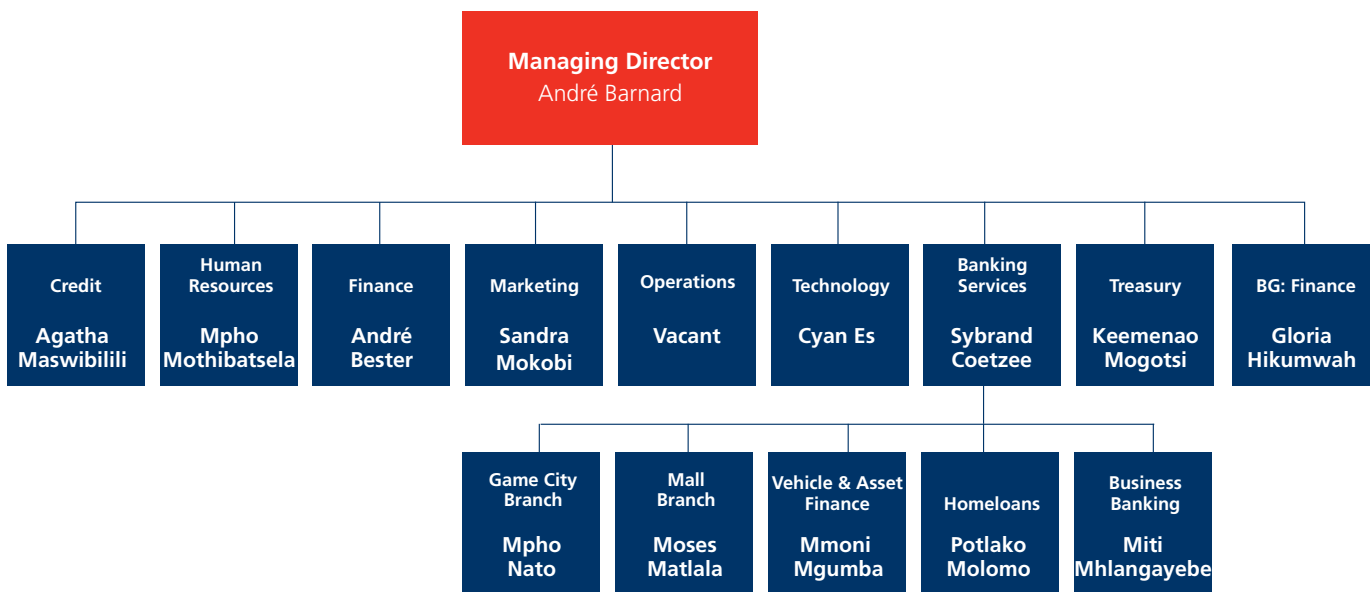 Managing Director
André Barnard
Credit
Agatha
Maswibilili
Human
Resources
Mpho
Mothibatsela
Finance
André
Bester
Marketing
Sandra
Mokobi
Operations
Vacant
Technology
Cyan Es
Banking
Services
Sybrand
Coetzee
Treasury
Keemenao
Mogotsi
BG: Finance
Gloria
Hikumwah
Game City
Branch
Mpho
Nato
Mall
Branch
Moses
Matlala
Vehicle & Asset
Finance
Mmoni
Mgumba
Homeloans
Potlako
Molomo
Business
Banking
Miti
Mhlangayebe